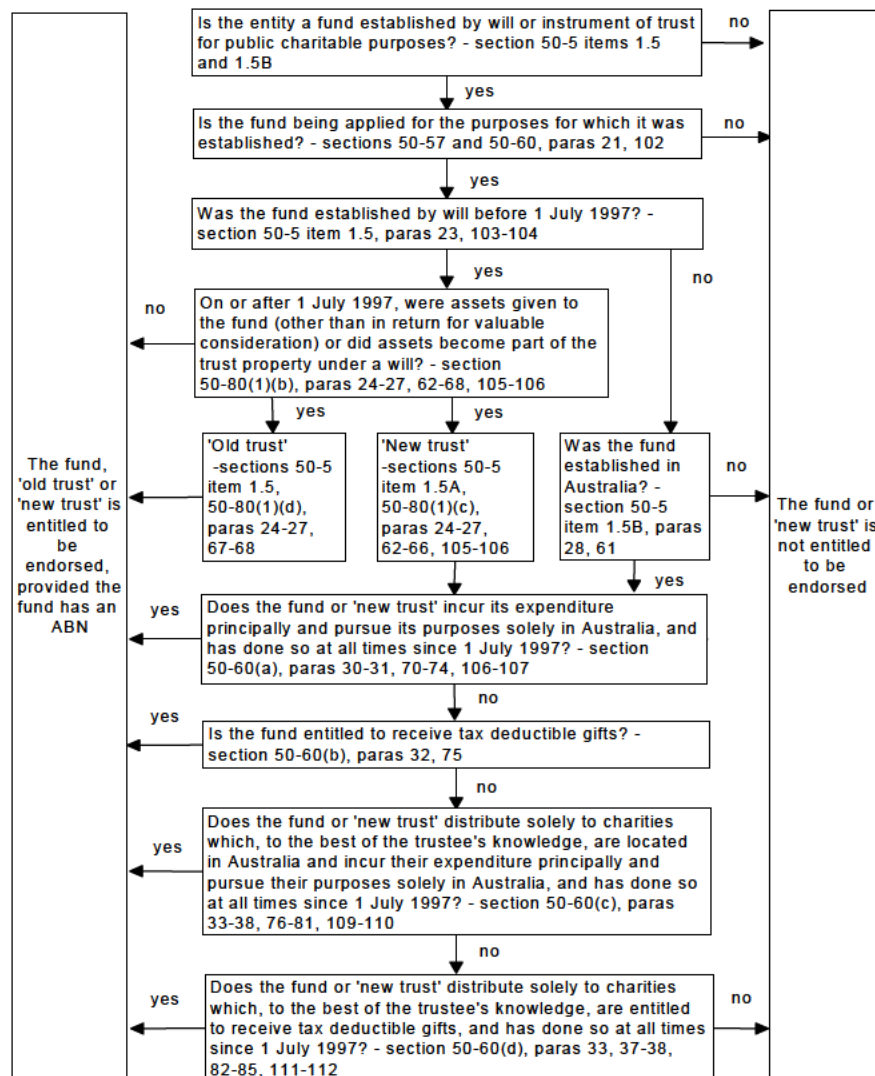 Is the entity a fund established by will or instrument of trust
for public charitable purposes? - section 50-5 items 1.5
and 1.5B
no
yes
Is the fund being applied for the purposes for which it was
established? - sections 50-57 and 50-60, paras 21, 102
no
yes
Was the fund established by will before 1 July 1997? -
section 50-5 item 1.5, paras 23, 103-104
yes
no
no
On or after 1 July 1997, were assets given to
the fund (other than in return for valuable
consideration) or did assets become part of the
trust property under a will? - section
50-80(1)(b), paras 24-27, 62-68, 105-106
yes
yes
'Old trust'
-sections 50-5
item 1.5,
50-80(1)(d),
paras 24-27,
67-68
'New trust'
-sections 50-5
item 1.5A,
50-80(1)(c),
paras 24-27,
62-66, 105-106
Was the fund
established in
Australia? -
section 50-5
item 1.5B, paras
28, 61
no
yes
The fund,
'old trust' or
'new trust' is
entitled to
be
endorsed,
provided the
fund has an
ABN
The fund or
'new trust' is
not entitled
to be
endorsed
yes
Does the fund or 'new trust' incur its expenditure
principally and pursue its purposes solely in Australia, and
has done so at all times since 1 July 1997? - section
50-60(a), paras 30-31, 70-74, 106-107
no
yes
Is the fund entitled to receive tax deductible gifts? -
section 50-60(b), paras 32, 75
no
yes
Does the fund or 'new trust' distribute solely to charities
which, to the best of the trustee's knowledge, are located
in Australia and incur their expenditure principally and
pursue their purposes solely in Australia, and has done so
at all times since 1 July 1997? - section 50-60(c), paras
33-38, 76-81, 109-110
no
yes
Does the fund or 'new trust' distribute solely to charities
which, to the best of the trustee's knowledge, are entitled
to receive tax deductible gifts, and has done so at all times
since 1 July 1997? - section 50-60(d), paras 33, 37-38,
82-85, 111-112
no